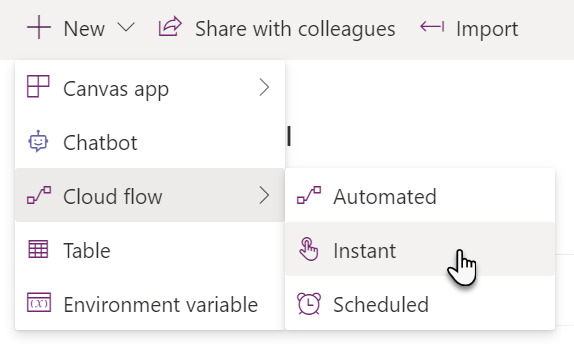 New Share with colleagues Import
Canvas app
Chatbot
Cloud flow Automated
Table Instant
Environment variable Scheduled